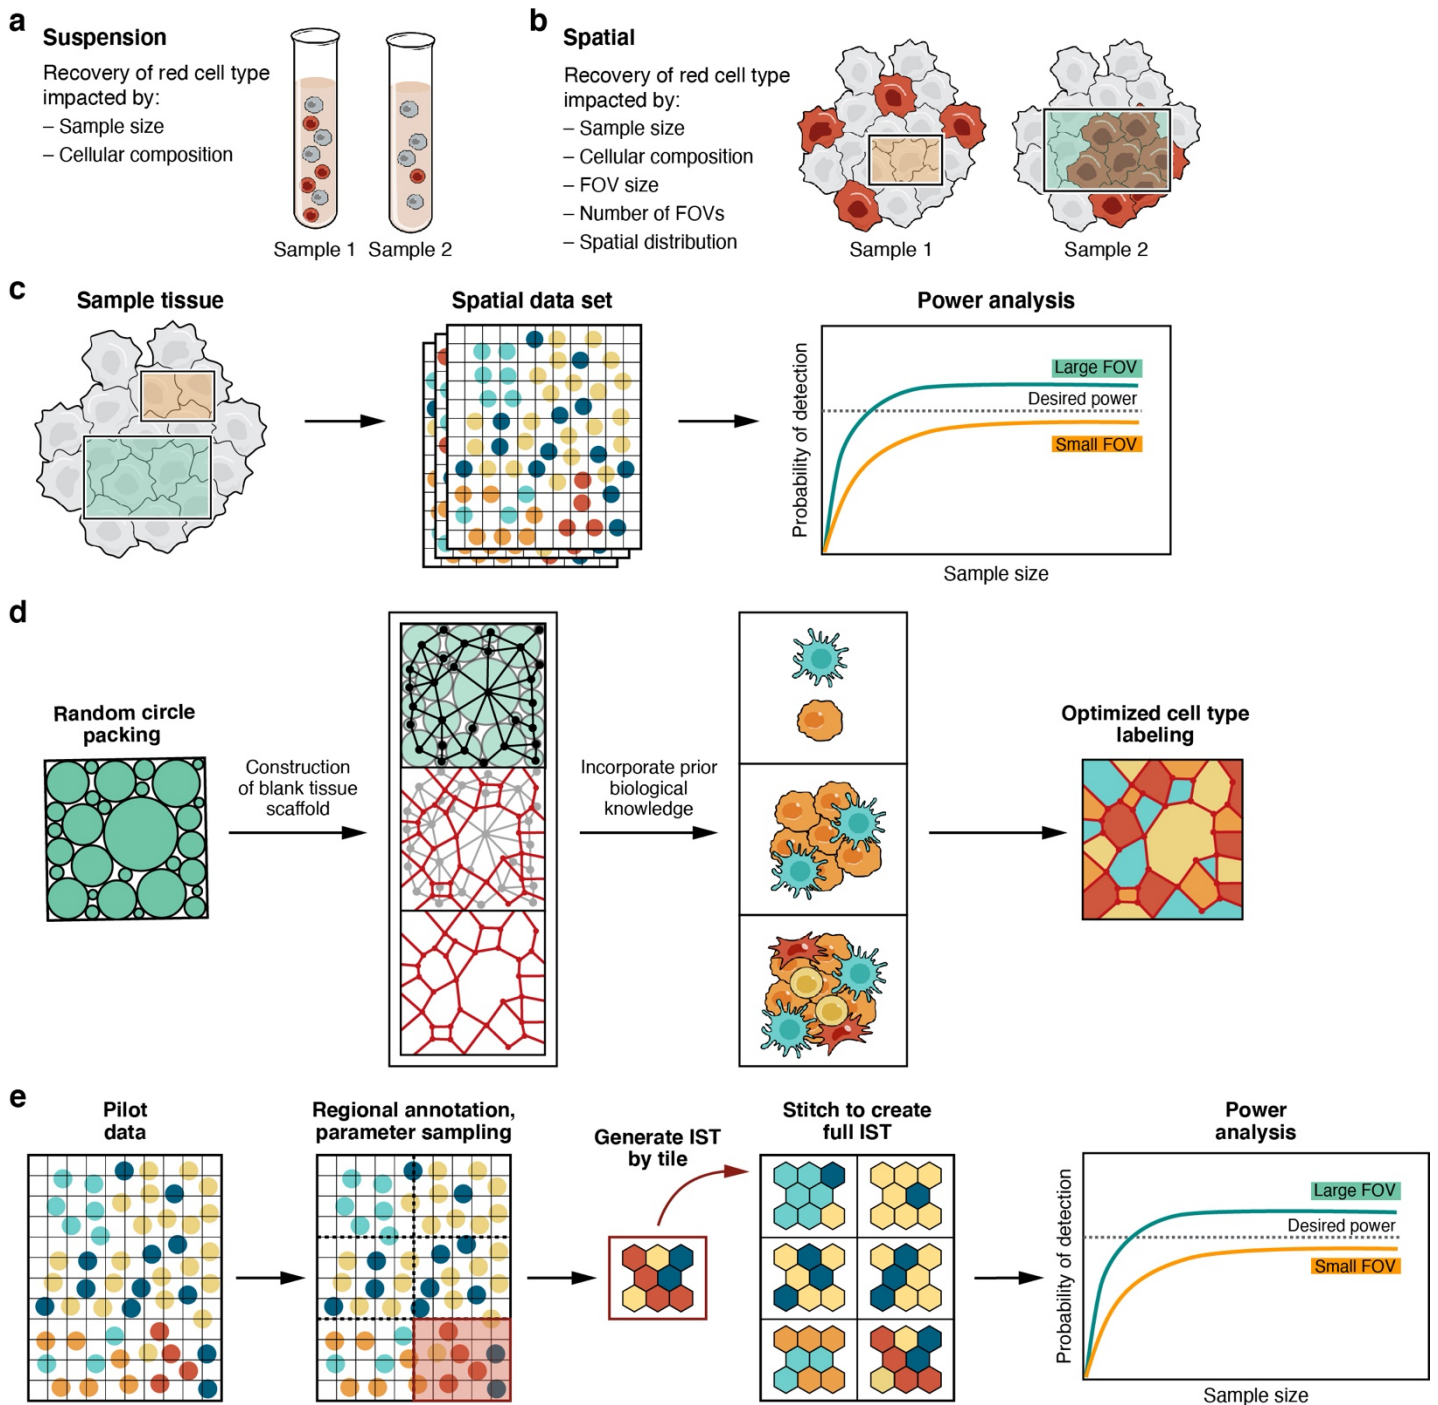 a
Suspension
Recovery of red cell type
impacted by:
– Sample size
– Cellular composition
Sample 1
Sample 2
b
Spatial
Recovery of red cell type
impacted by:
– Sample size
– Cellular composition
– FOV size
– Number of FOVs
– Spatial distribution
Sample 1
Sample 2
c
Sample tissue
Spatial data set
Power analysis
Probability of detection
Large FOV
Desired power
Small FOV
Sample size
d
Random circle
packing
Construction
of blank tissue
scaffold
Incorporate prior
biological
knowledge
Optimized cell type
labeling
e
Pilot
data
Regional annotation,
parameter sampling
Generate IST
by tile
Stitch to create
full IST
Power
analysis
Probability of detection
Large FOV
Desired power
Small FOV
Sample size